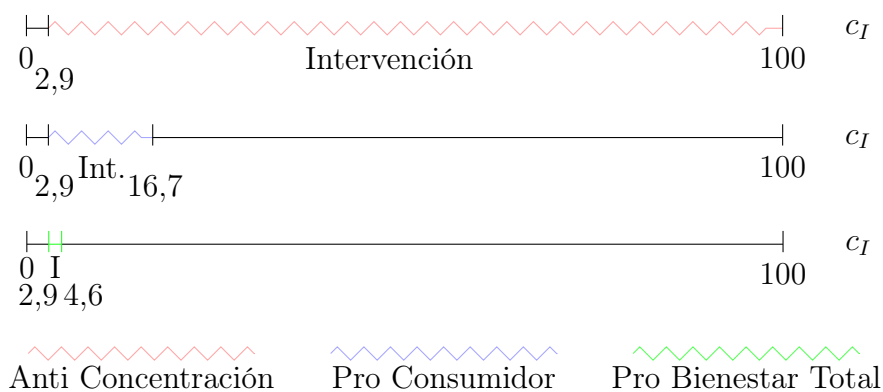 c_I
0 Intervención 100
2,9
c_I
0 Int. 100
2,9 16,7
c_I
0 I 100
2,9 4,6
Anti Concentración Pro Consumidor Pro Bienestar Total